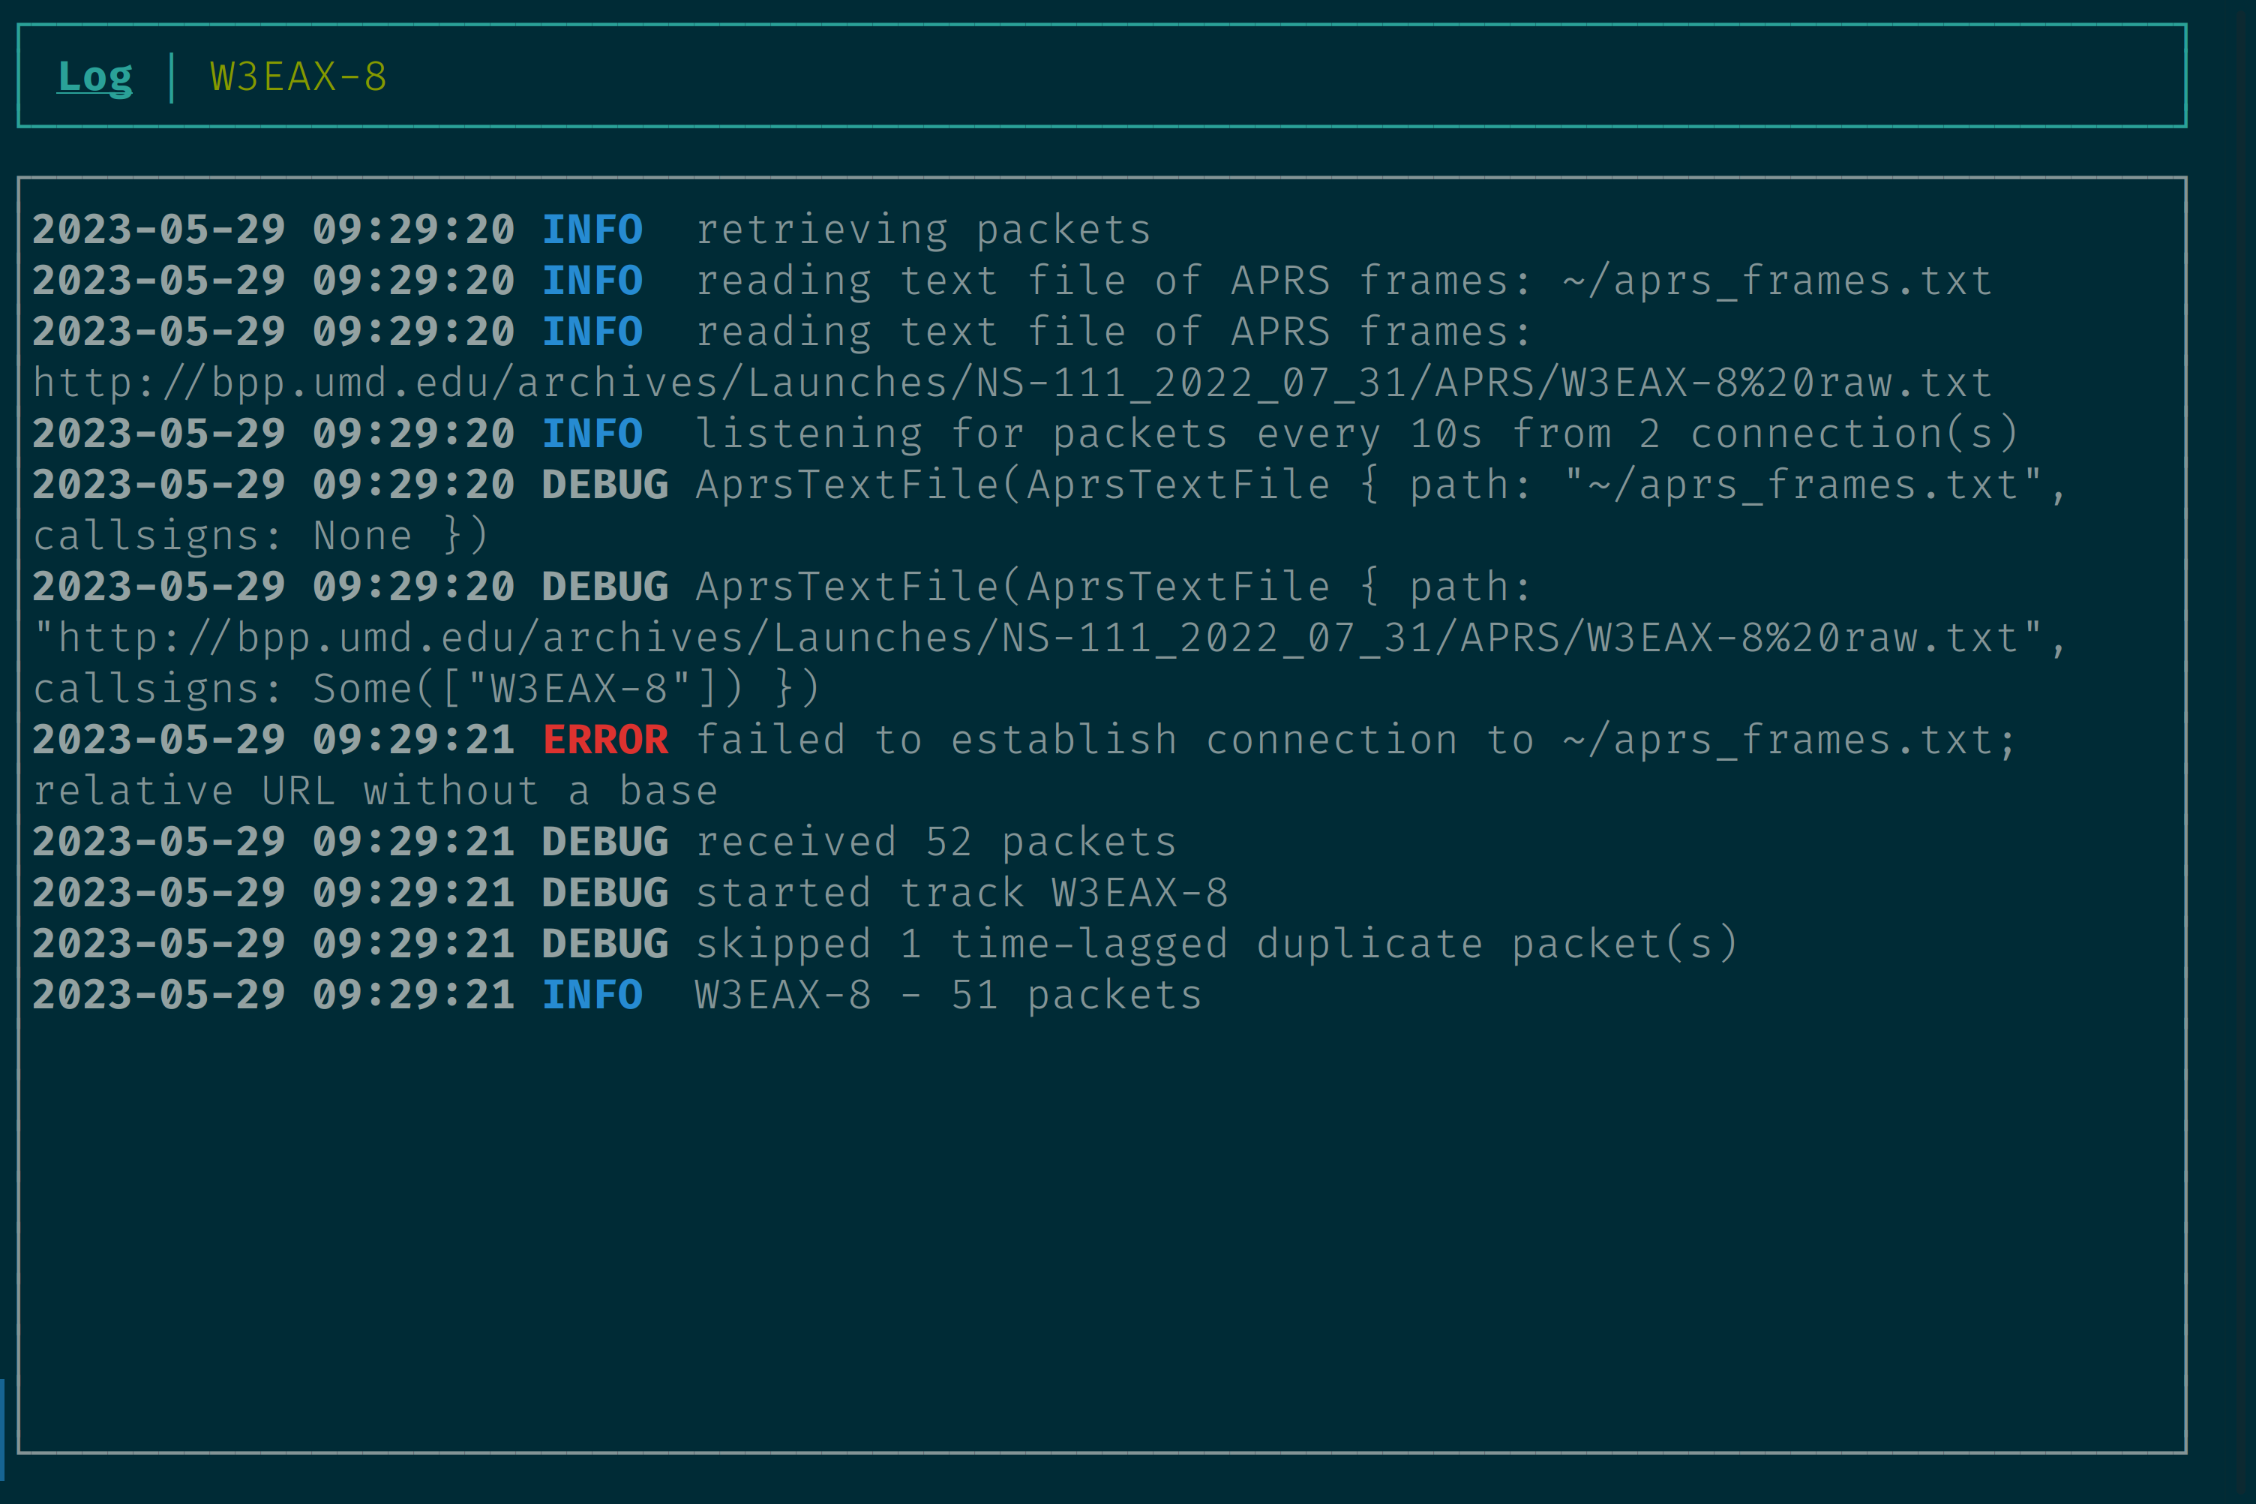 Log │ W3EAX-8
2023-05-29 09:29:20 INFO  retrieving packets
2023-05-29 09:29:20 INFO  reading text file of APRS frames: ~/aprs_frames.txt
2023-05-29 09:29:20 INFO  reading text file of APRS frames:
http://bpp.umd.edu/archives/Launches/NS-111_2022_07_31/APRS/W3EAX-8%20raw.txt
2023-05-29 09:29:20 INFO  listening for packets every 10s from 2 connection(s)
2023-05-29 09:29:20 DEBUG AprsTextFile(AprsTextFile { path: "~/aprs_frames.txt",
callsigns: None })
2023-05-29 09:29:20 DEBUG AprsTextFile(AprsTextFile { path:
"http://bpp.umd.edu/archives/Launches/NS-111_2022_07_31/APRS/W3EAX-8%20raw.txt",
callsigns: Some(["W3EAX-8"]) })
2023-05-29 09:29:21 ERROR failed to establish connection to ~/aprs_frames.txt;
relative URL without a base
2023-05-29 09:29:21 DEBUG received 52 packets
2023-05-29 09:29:21 DEBUG started track W3EAX-8
2023-05-29 09:29:21 DEBUG skipped 1 time-lagged duplicate packet(s)
2023-05-29 09:29:21 INFO  W3EAX-8 - 51 packets